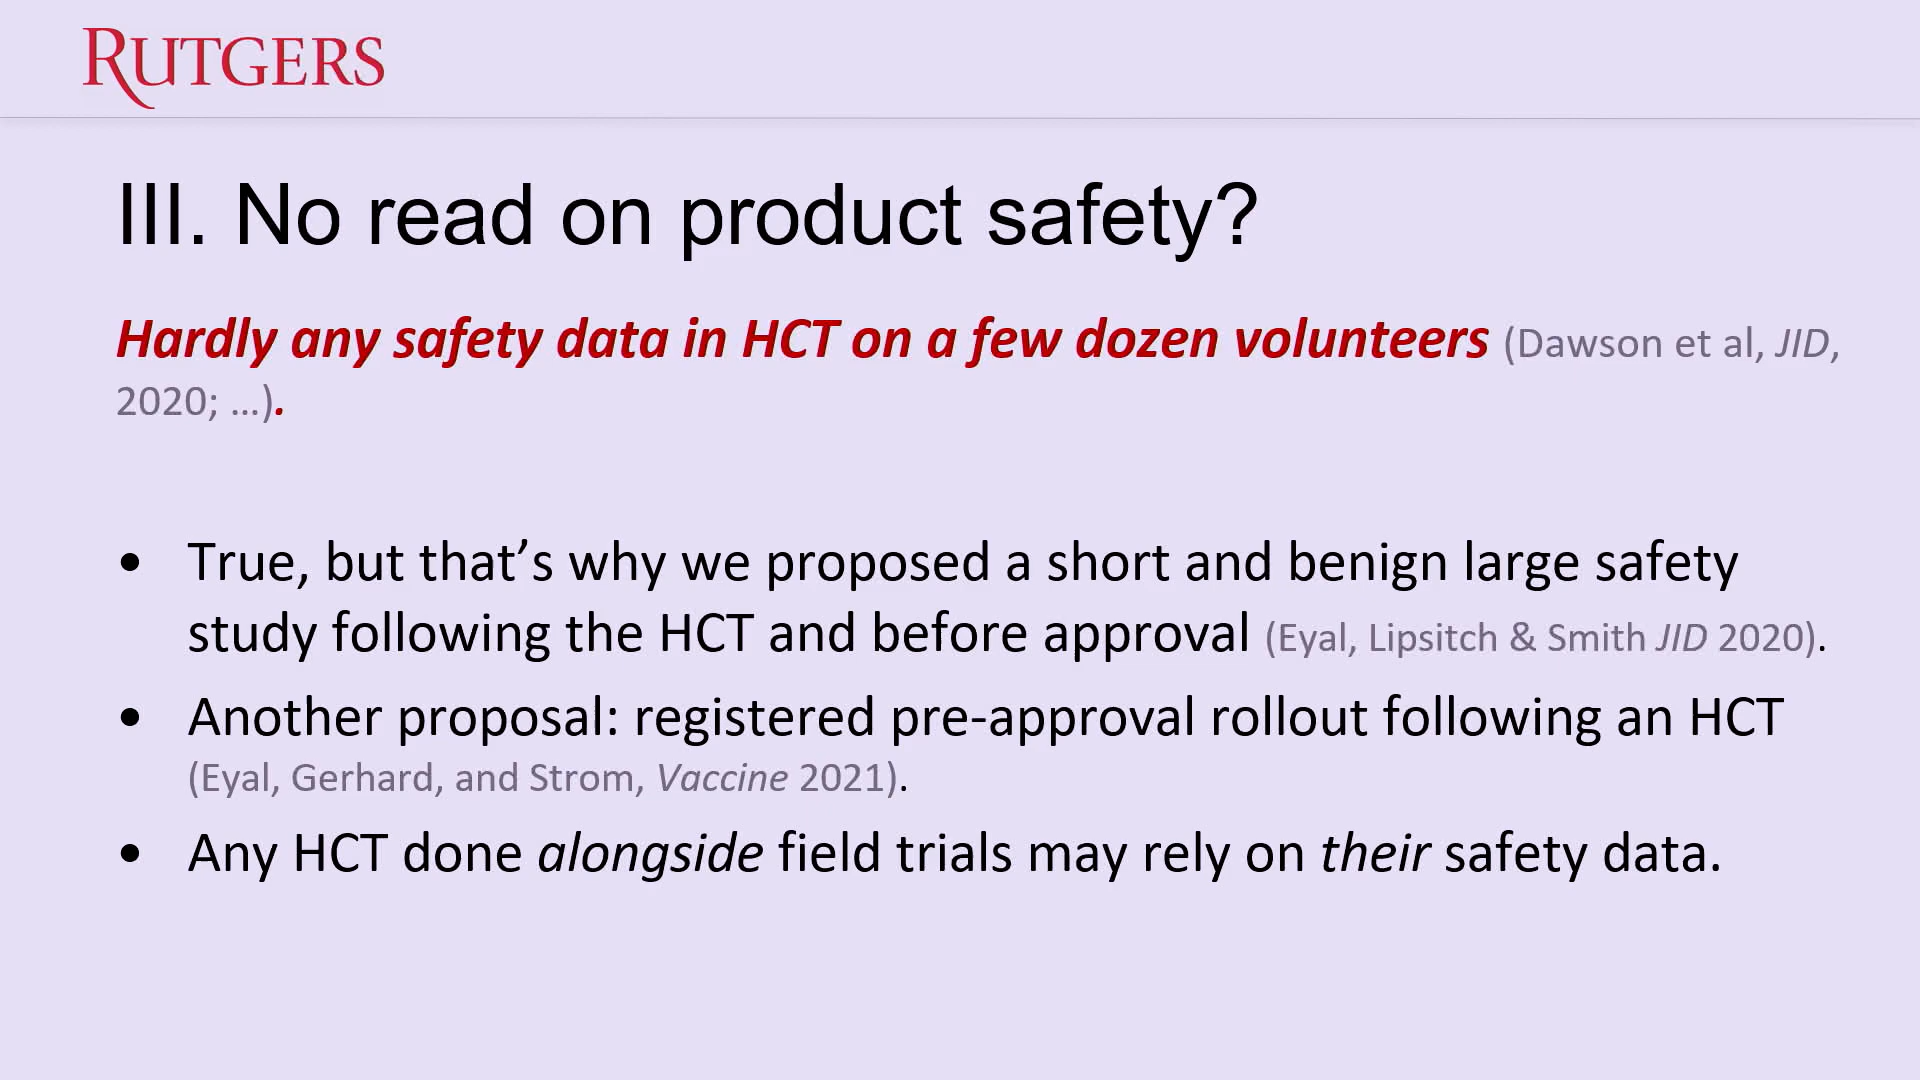 RUTGERS
III. No read on product safety?
Hardly any safety data in HCT on a few dozen volunteers (Dawson et al, JID,
2020; ...).
• True, but that’s why we proposed a short and benign large safety
study following the HCT and before approval (Eyal, Lipsitch & Smith JID 2020).
• Another proposal: registered pre-approval rollout following an HCT
(Eyal, Gerhard, and Strom, Vaccine 2021).
• Any HCT done alongside field trials may rely on their safety data.